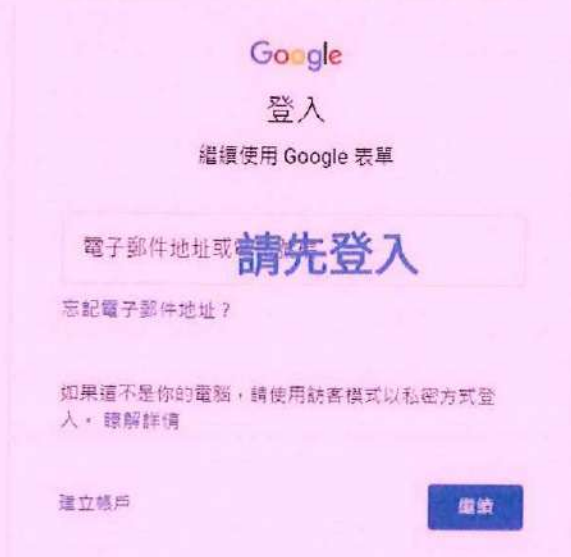 Google
登入
繼續使用 Google 表單
電子郵件地址或
請先登入
忘記電子郵件地址？
如果這不是你的電腦，請使用訪客模式以私密方式登
入。 瞭解詳情
建立帳戶
繼續